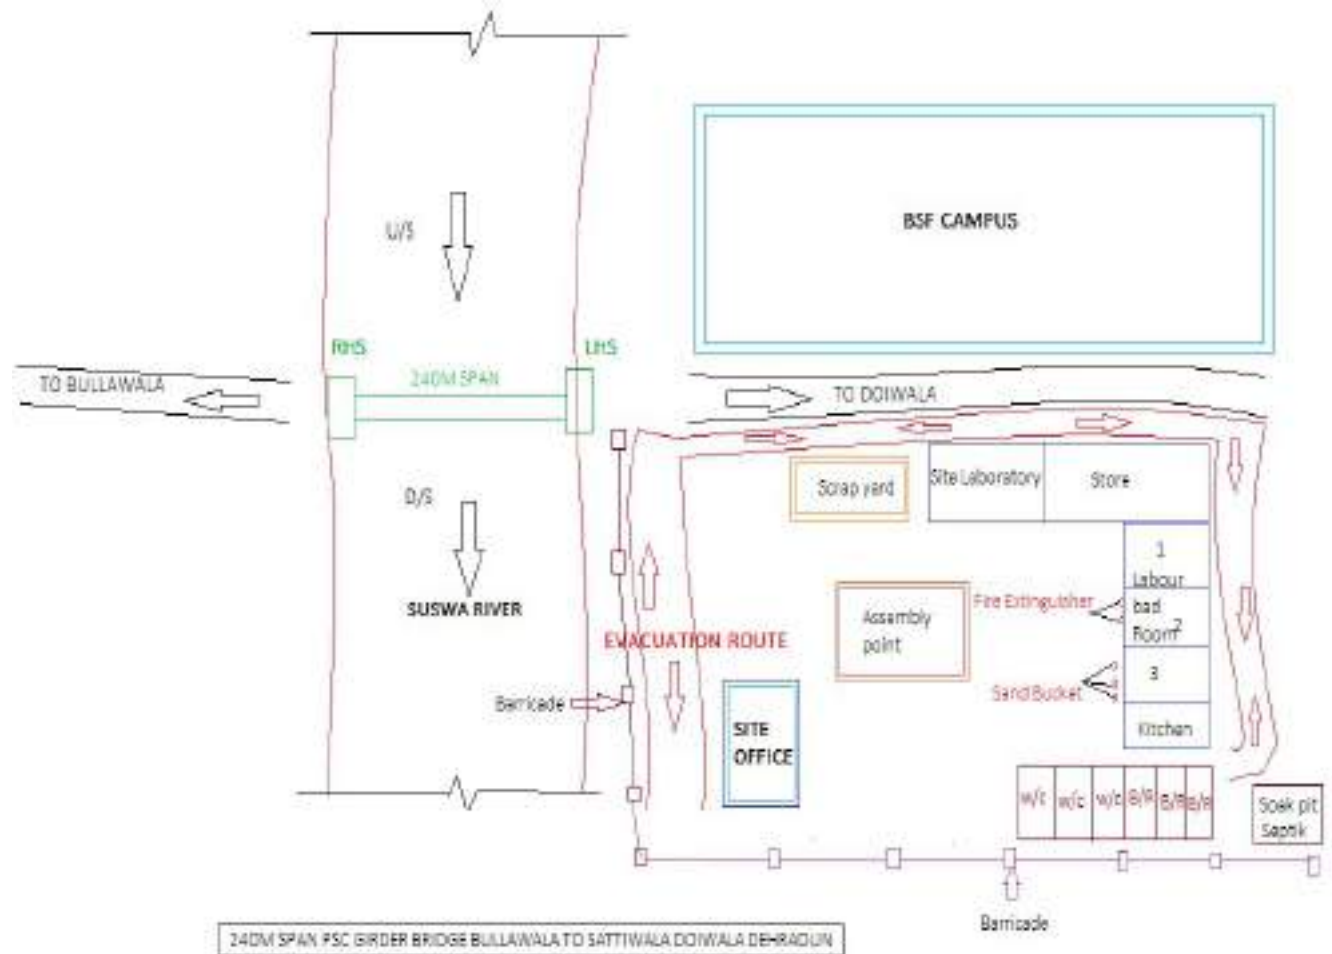 BSF CAMPUS
U/S
RHS
LHS
240M SPAN
TO BULLAWALA
TO DOIWALA
Scrap yard
Site Laboratory
Store
D/S
1
Labour
Fire Extinguisher
bad
Room
2
SUSWA RIVER
Assembly
point
EVACUATION ROUTE
3
Sand Bucket
Barricade
SITE
OFFICE
Kitchen
w/c
w/c
w/c
B/R
B/R
B/R
Soak pit
Septik
Barricade
240M SPAN PSC GIRDER BRIDGE BULLAWALA TO SATTIWALA DOIWALA DEHRADUN